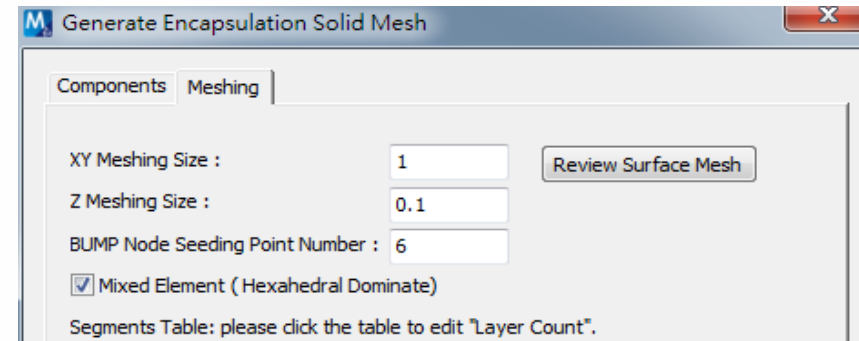 Generate Encapsulation Solid Mesh
Components Meshing
XY Meshing Size : 1 Review Surface Mesh
Z Meshing Size : 0.1
BUMP Node Seeding Point Number : 6
Mixed Element ( Hexahedral Dominate)
Segments Table: please click the table to edit "Layer Count".